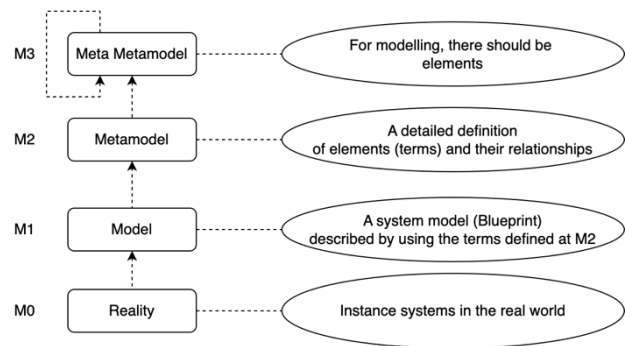 M3
Meta Metamodel
For modelling, there should be
elements
M2
Metamodel
A detailed definition
of elements (terms) and their relationships
M1
Model
A system model (Blueprint)
described by using the terms defined at M2
M0
Reality
Instance systems in the real world